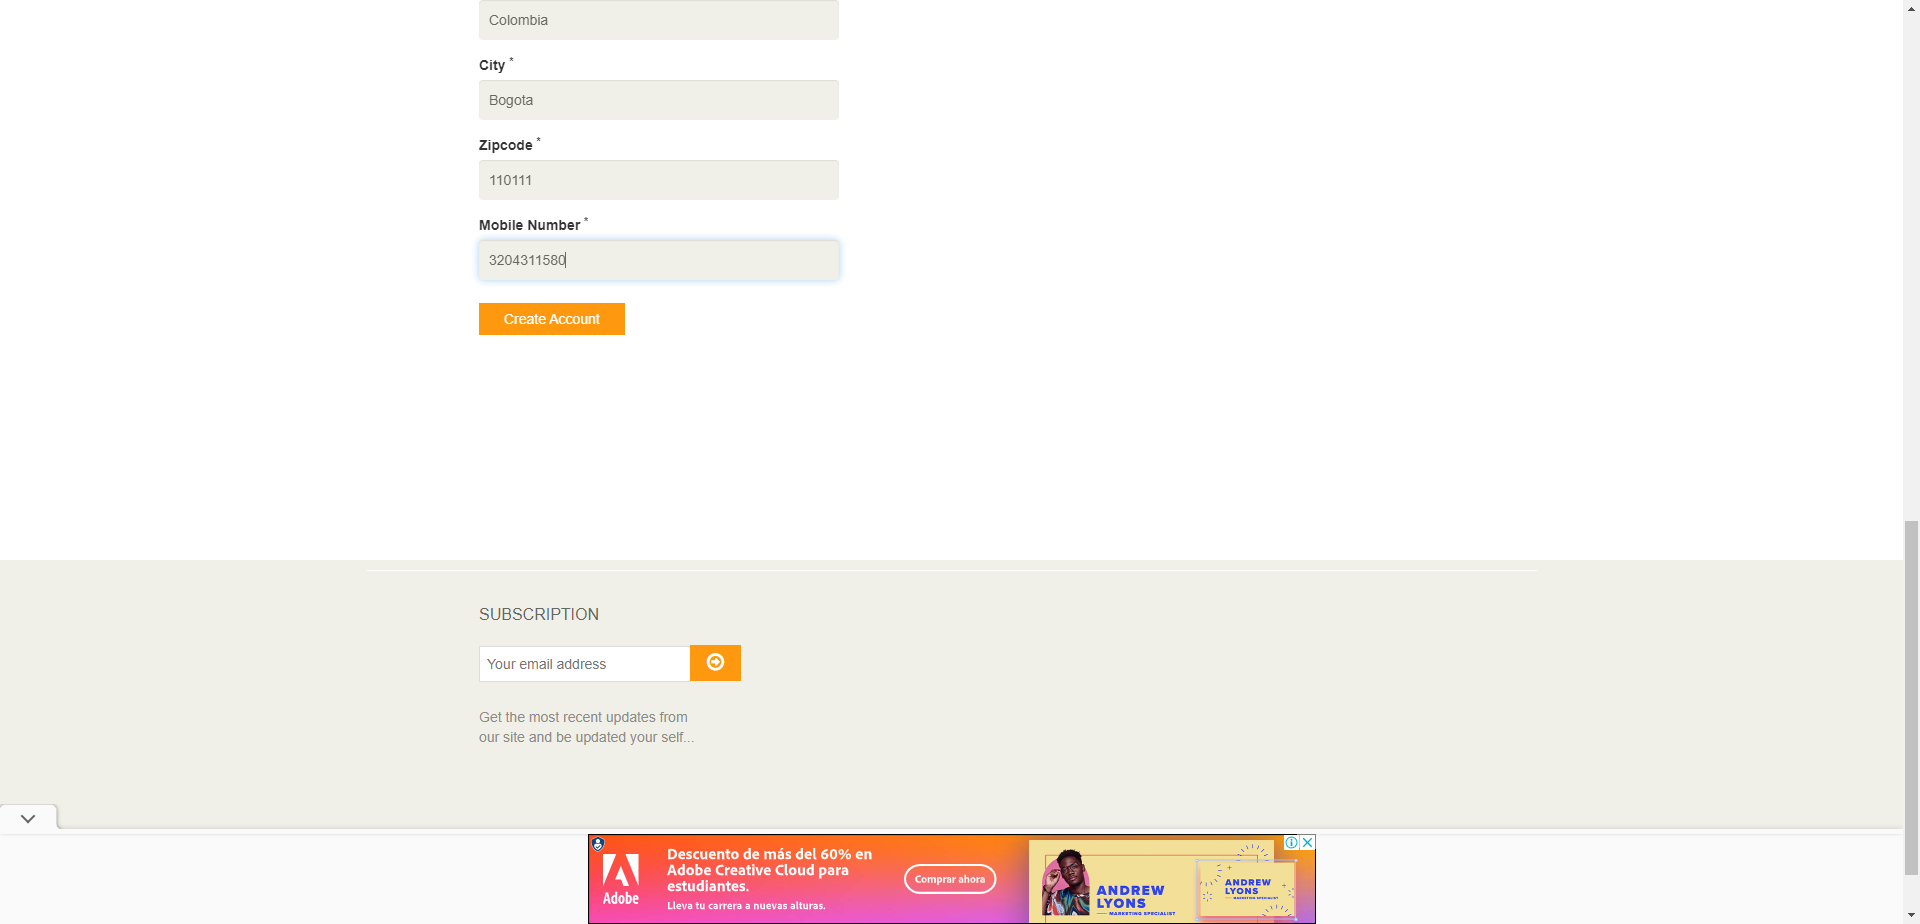 Colombia
City *
Bogota
Zipcode *
110111
Mobile Number *
3204311580
Create Account
SUBSCRIPTION
Your email address
Get the most recent updates from
our site and be updated your self...
Adobe
Descuento de más del 60% en
Adobe Creative Cloud para
estudiantes.
Lleva tu carrera a nuevas alturas.
Comprar ahora
ANDREW
LYONS
MARKETING SPECIALIST
ANDREW
LYONS
MARKETING SPECIALIST